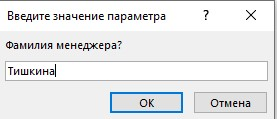 Введите значение параметра ? ×
Фамилия менеджера?
Тишкина
ОК Отмена